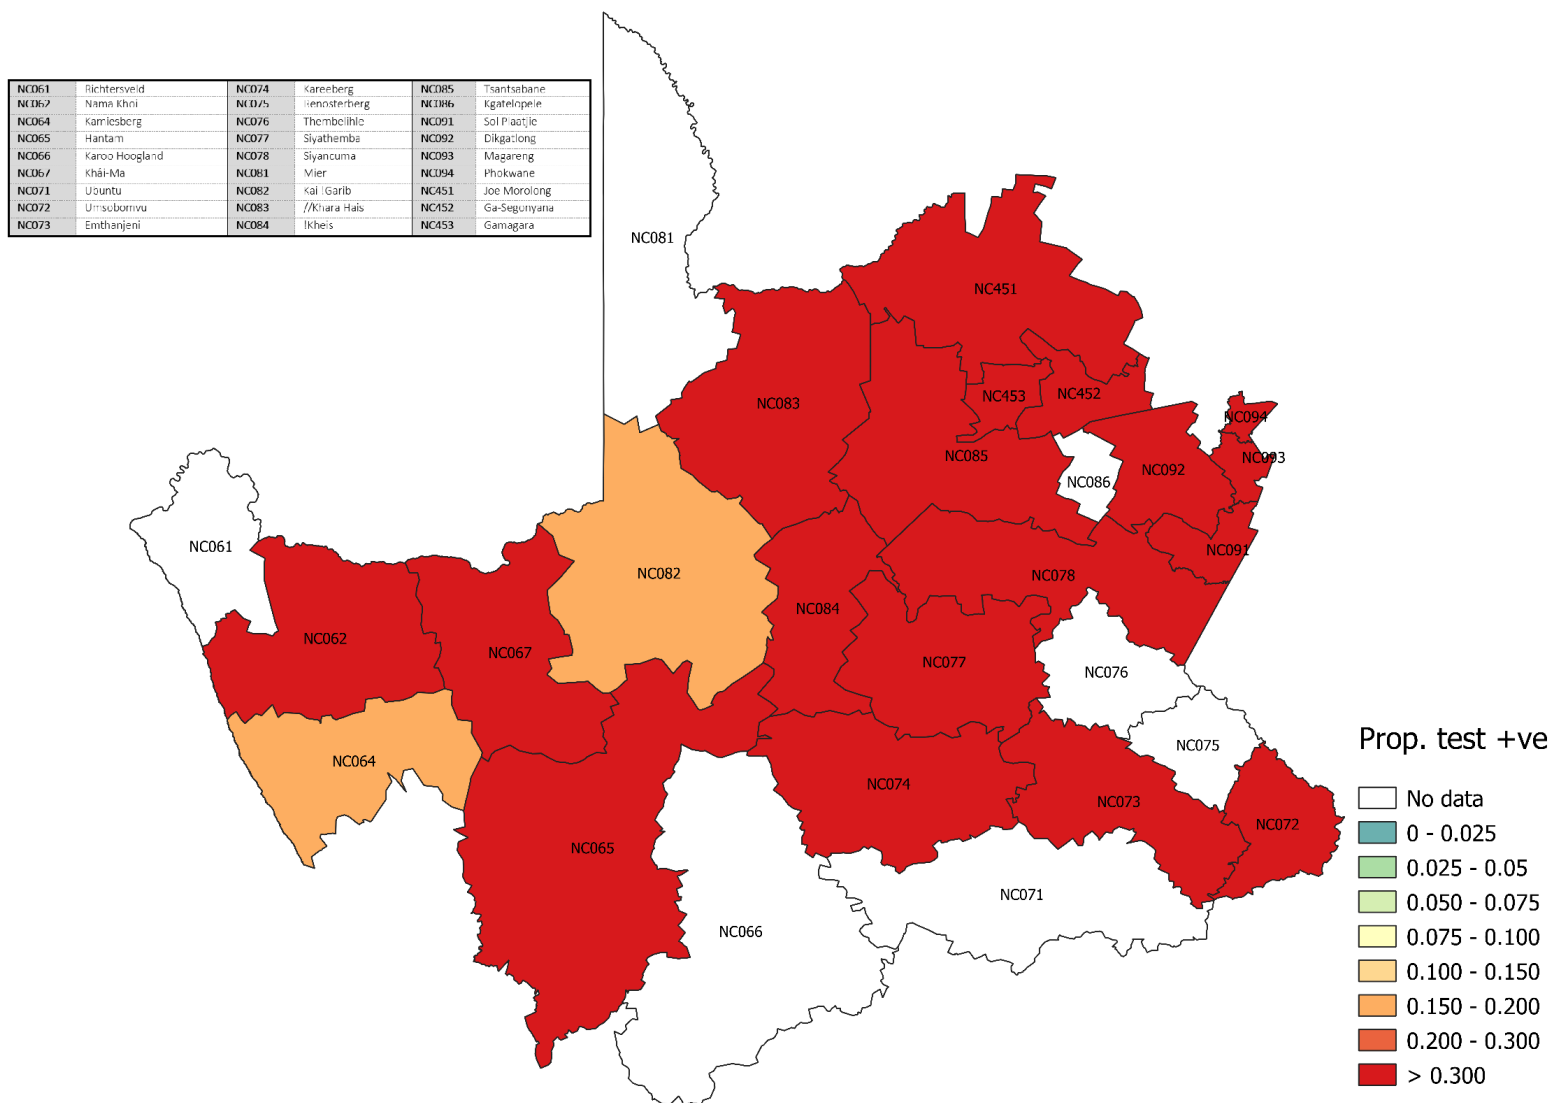 NC061 Richtersveld NC074 Kareeberg NC085 Tsantsabane
NC062 Nama Khoi NC075 Renosterberg NC086 Kgatelopele
NC064 Kamiesberg NC076 Thembelihle NC091 Sol Plaatjie
NC065 Hantam NC077 Siyathemba NC092 Dikgatlong
NC066 Karoo Hoogland NC078 Siyancuma NC093 Magareng
NC067 Khâi-Ma NC081 Mier NC094 Phokwane
NC071 Ubuntu NC082 Kai !Garib NC451 Joe Morolong
NC072 Umsobomvu NC083 //Khara Hais NC452 Ga-Segonyana
NC073 Emthanjeni NC084 !Kheis NC453 Gamagara
NC081
NC451
NC083
NC453
NC452
NC094
NC085
NC093
NC092
NC086
NC061
NC091
NC082
NC078
NC084
NC062
NC067
NC077
NC076
NC064
NC075
NC074
NC073
NC072
NC065
NC071
NC066
Prop. test +ve
No data
0 - 0.025
0.025 - 0.05
0.050 - 0.075
0.075 - 0.100
0.100 - 0.150
0.150 - 0.200
0.200 - 0.300
> 0.300